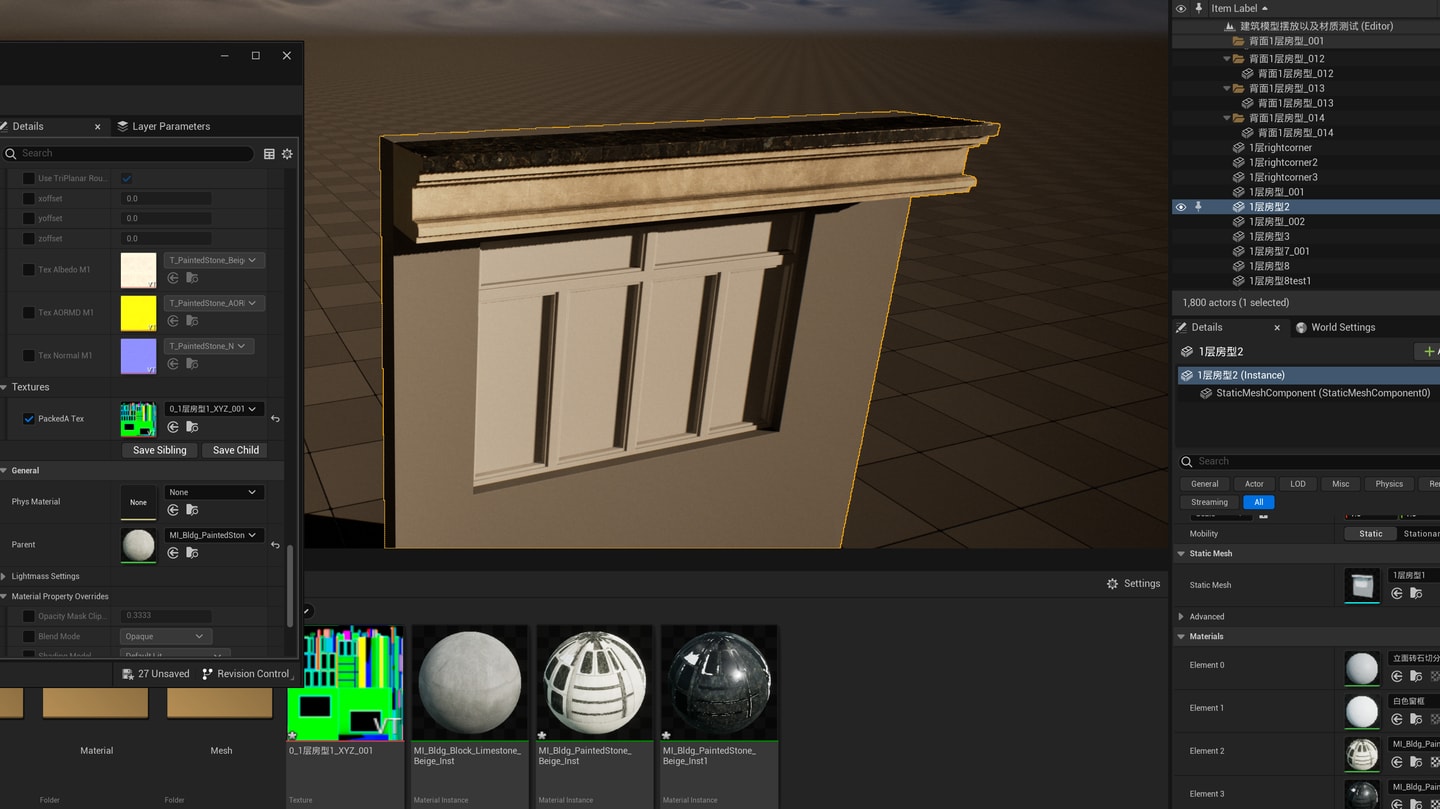 Details
Layer Parameters
Search
Use TriPlanar Rou...
xoffset
0.0
yoffset
0.0
zoffset
0.0
Tex Albedo M1
T_PaintedStone_Beig
Tex AORMD M1
T_PaintedStone_AOR
Tex Normal M1
T_PaintedStone_N
Textures
PackedA Tex
0_1层房型1_XYZ_001
Save Sibling
Save Child
General
Phys Material
None
None
Parent
MI_Bldg_PaintedSton
Lightmass Settings
Material Property Overrides
Opacity Mask Clip...
0.3333
Blend Mode
Opaque
Shading Model
Default Lit
27 Unsaved
Revision Control
Settings
Material
Folder
Mesh
Folder
VT
0_1层房型1_XYZ_001
Texture
MI_Bldg_Block_Limestone_
Beige_Inst
Material Instance
MI_Bldg_PaintedStone_
Beige_Inst
Material Instance
MI_Bldg_PaintedStone_
Beige_Inst1
Material Instance
Item Label
建筑模型摆放以及材质测试 (Editor)
背面1层房型_001
背面1层房型_012
背面1层房型_012
背面1层房型_013
背面1层房型_013
背面1层房型_014
背面1层房型_014
1层rightcorner
1层rightcorner2
1层rightcorner3
1层房型_001
1层房型2
1层房型_002
1层房型3
1层房型7_001
1层房型8
1层房型8test1
1,800 actors (1 selected)
Details
World Settings
1层房型2
1层房型2 (Instance)
StaticMeshComponent (StaticMeshComponent0)
Search
General
Actor
LOD
Misc
Physics
Streaming
All
Mobility
Static
Stationar
Static Mesh
Static Mesh
1层房型1
Advanced
Materials
Element 0
立面砖石切分
Element 1
白色窗框
Element 2
MI_Bldg_Pain
Element 3
MI_Bldg_Pain